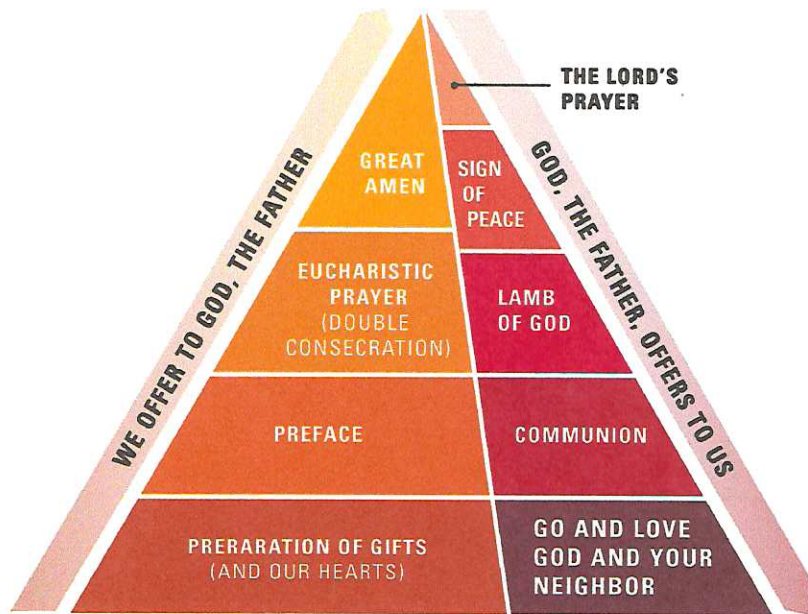 THE LORD'S
PRAYER
WE OFFER TO GOD, THE FATHER
GOD, THE FATHER, OFFERS TO US
GREAT
AMEN
SIGN
OF
PEACE
EUCHARISTIC
PRAYER
(DOUBLE
CONSECRATION)
LAMB
OF GOD
PREFACE
COMMUNION
PRERARATION OF GIFTS
(AND OUR HEARTS)
GO AND LOVE
GOD AND YOUR
NEIGHBOR